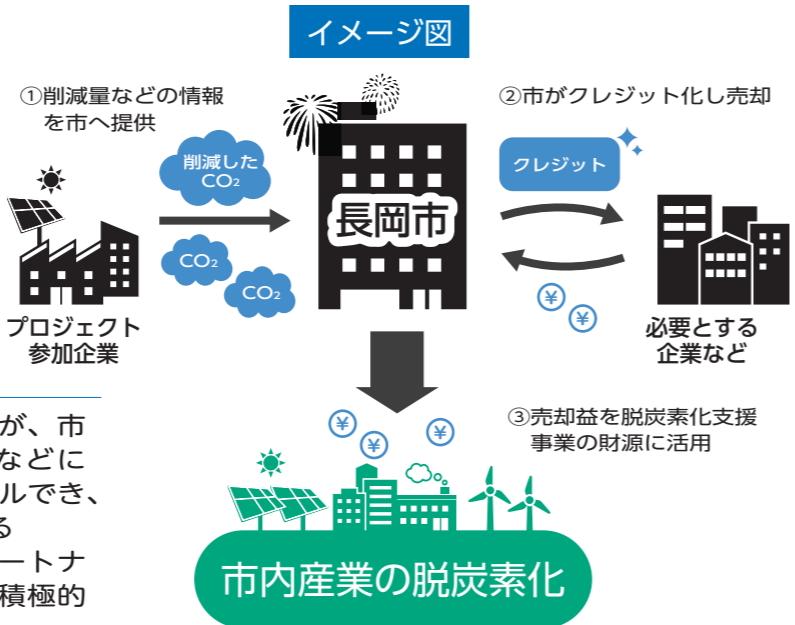 イメージ図
①削減量などの情報
を市へ提供
②市がクレジット化し売却
削減した
CO₂
クレジット
長岡市
CO₂
CO₂
¥
¥
プロジェクト
参加企業
必要とする
企業など
③売却益を脱炭素化支援
事業の財源に活用
¥
¥
¥
が、市
などに
ルでき、
る
ートナ
積極的
市内産業の脱炭素化